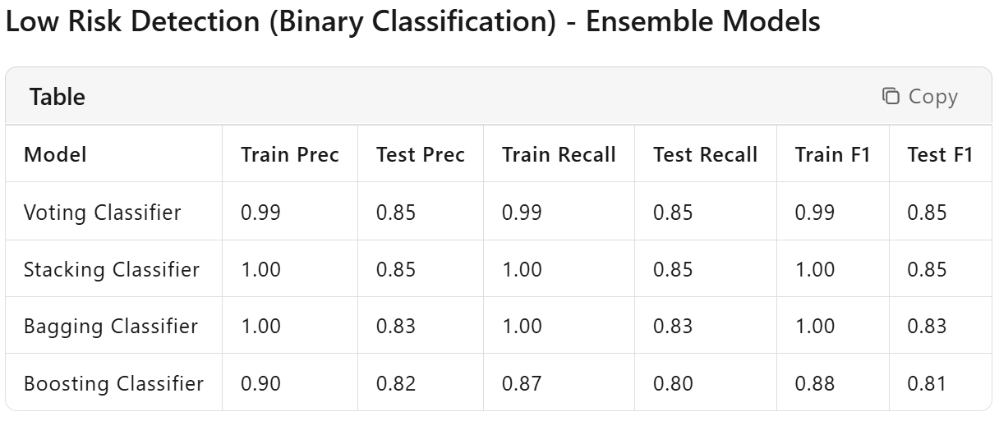 Low Risk Detection (Binary Classification) - Ensemble Models
Table Copy
Model Train Prec Test Prec Train Recall Test Recall Train F1 Test F1
Voting Classifier 0.99 0.85 0.99 0.85 0.99 0.85
Stacking Classifier 1.00 0.85 1.00 0.85 1.00 0.85
Bagging Classifier 1.00 0.83 1.00 0.83 1.00 0.83
Boosting Classifier 0.90 0.82 0.87 0.80 0.88 0.81